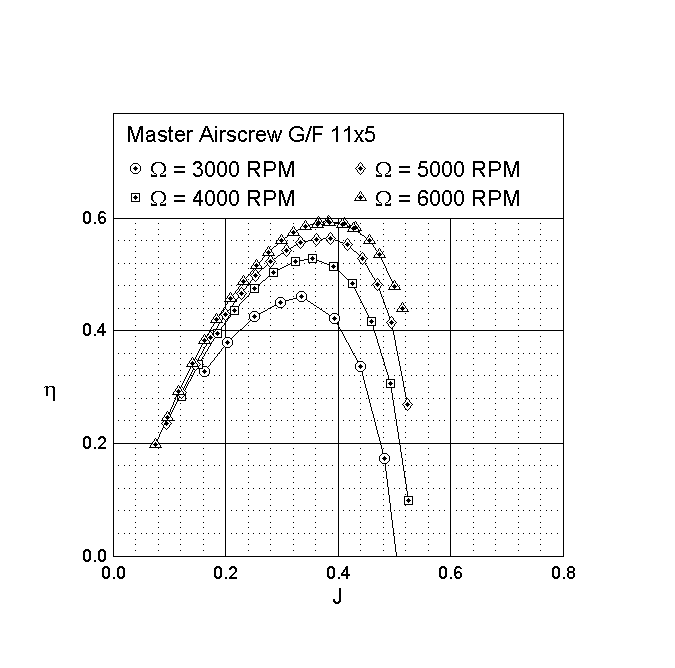 Master Airscrew G/F 11x5
Ω = 3000 RPM Ω = 5000 RPM
Ω = 4000 RPM Ω = 6000 RPM
0.6
0.4
η
0.2
0.0
0.0 0.2 0.4 0.6 0.8
J